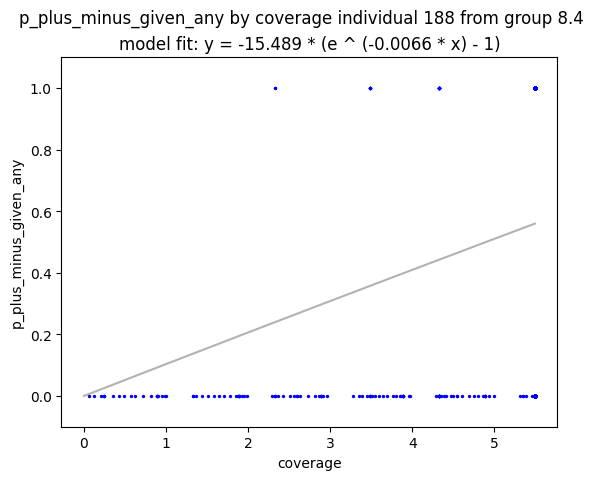 p_plus_minus_given_any by coverage individual 188 from group 8.4
model fit: y = -15.489 * (e ^ (-0.0066 * x) - 1)
1.0
0.8
0.6
0.4
0.2
0.0
p_plus_minus_given_any
0 1 2 3 4 5
coverage